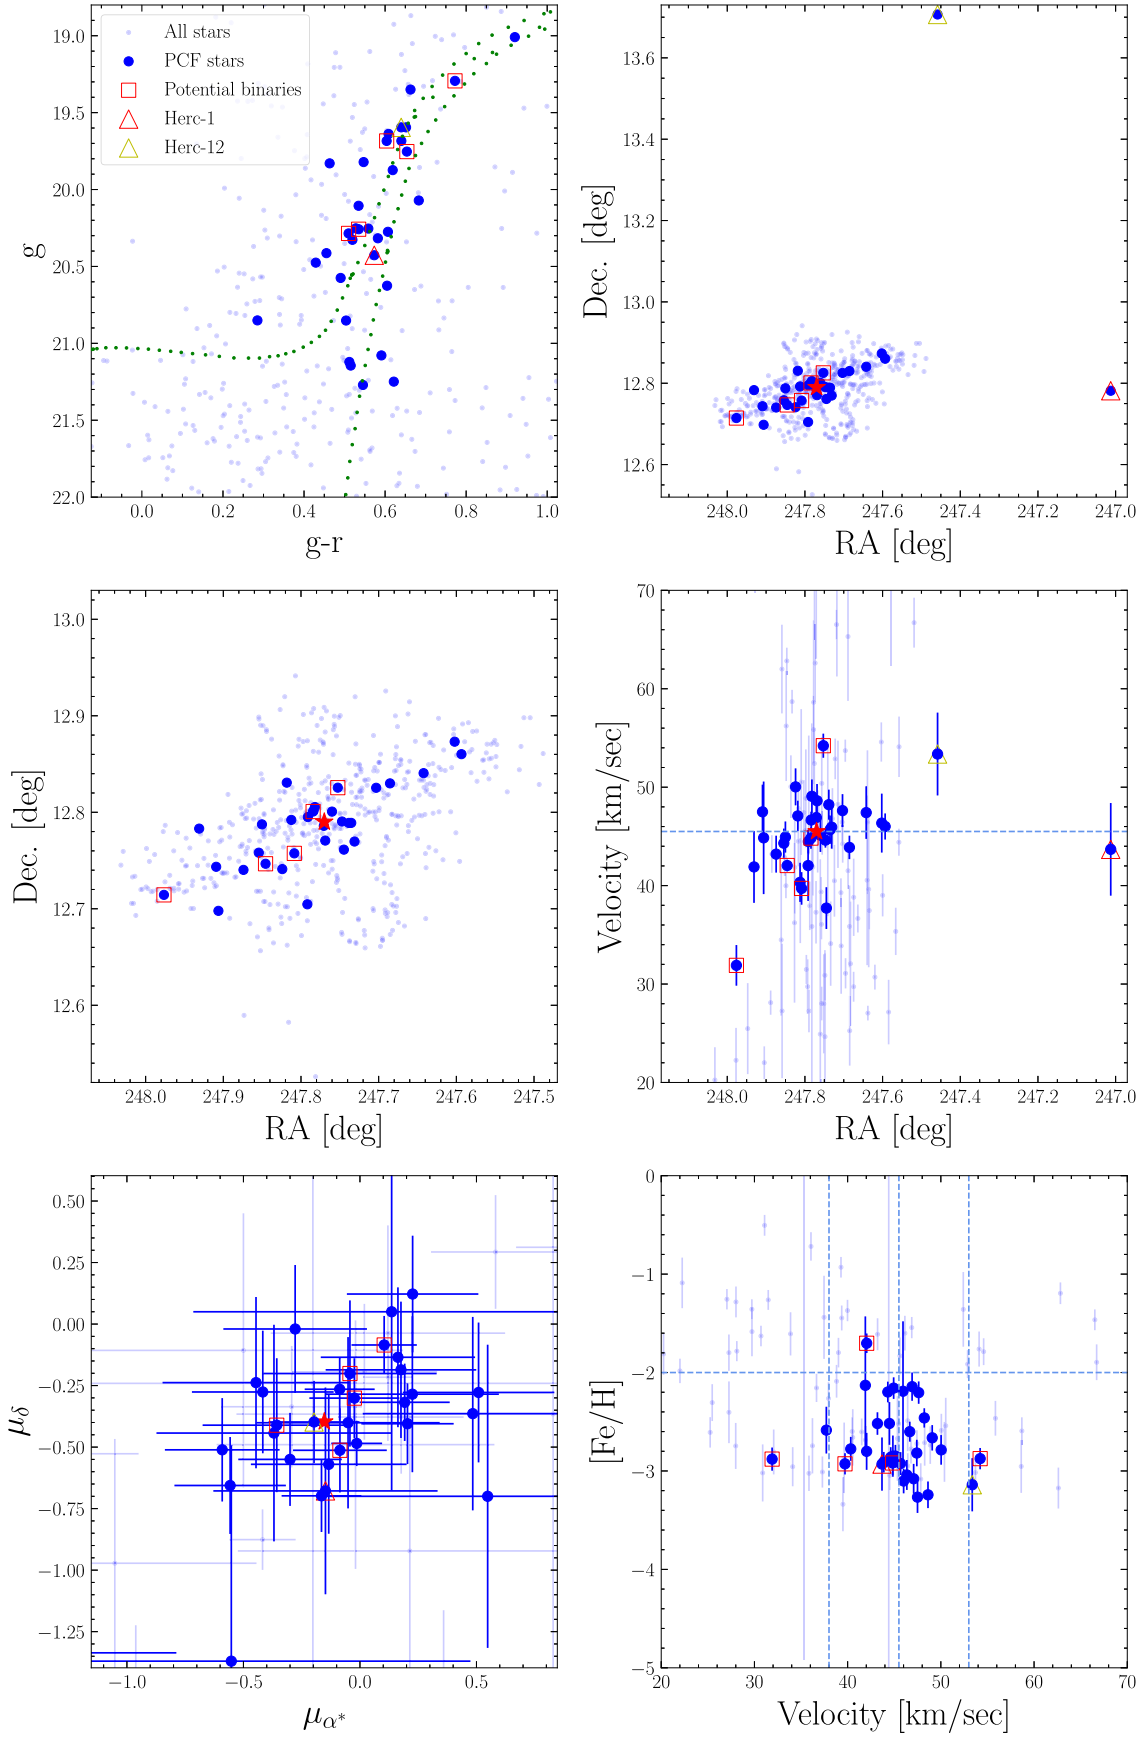 All stars
PCF stars
Potential binaries
Herc-1
Herc-12
19.0
19.5
20.0
20.5
21.0
21.5
22.0
g
0.0 0.2 0.4 0.6 0.8 1.0
g-r
13.6
13.4
13.2
13.0
12.8
12.6
Dec. [deg]
248.0 247.8 247.6 247.4 247.2 247.0
RA [deg]
13.0
12.9
12.8
12.7
12.6
Dec. [deg]
248.0 247.9 247.8 247.7 247.6 247.5
RA [deg]
70
60
50
40
30
20
Velocity [km/sec]
248.0 247.8 247.6 247.4 247.2 247.0
RA [deg]
0.50
0.25
0.00
−0.25
−0.50
−0.75
−1.00
−1.25
μδ
−1.0 −0.5 0.0 0.5
μα*
0
−1
−2
−3
−4
−5
[Fe/H]
20 30 40 50 60 70
Velocity [km/sec]